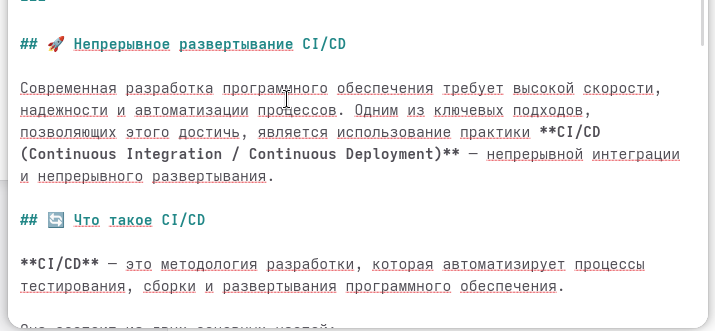 ## 🚀 Непрерывное развертывание CI/CD
Современная разработка программного обеспечения требует высокой скорости,
надежности и автоматизации процессов. Одним из ключевых подходов,
позволяющих этого достичь, является использование практики **CI/CD
(Continuous Integration / Continuous Deployment)** — непрерывной интеграции
и непрерывного развертывания.
## 🔄 Что такое CI/CD
**CI/CD** — это методология разработки, которая автоматизирует процессы
тестирования, сборки и развертывания программного обеспечения.